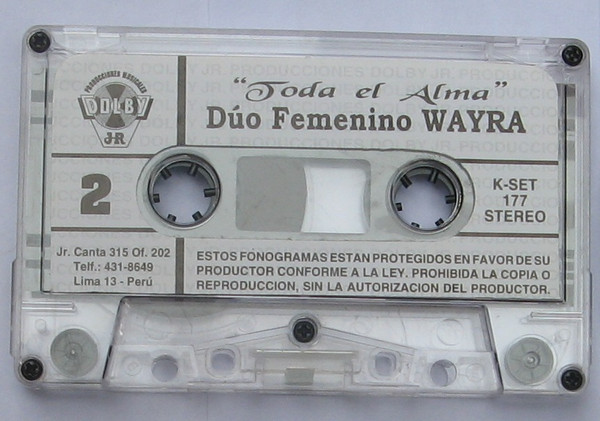 PRODUCCIONES MUSICALES
DOLBY
JR
"Toda el Alma"
Dúo Femenino WAYRA
2
K-SET
177
STEREO
Jr. Canta 315 Of. 202
Telf.: 431-8649
Lima 13 - Perú
ESTOS FONOGRAMAS ESTAN PROTEGIDOS EN FAVOR DE SU
PRODUCTOR CONFORME A LA LEY. PROHIBIDA LA COPIA O
REPRODUCCION, SIN LA AUTORIZACION DEL PRODUCTOR.